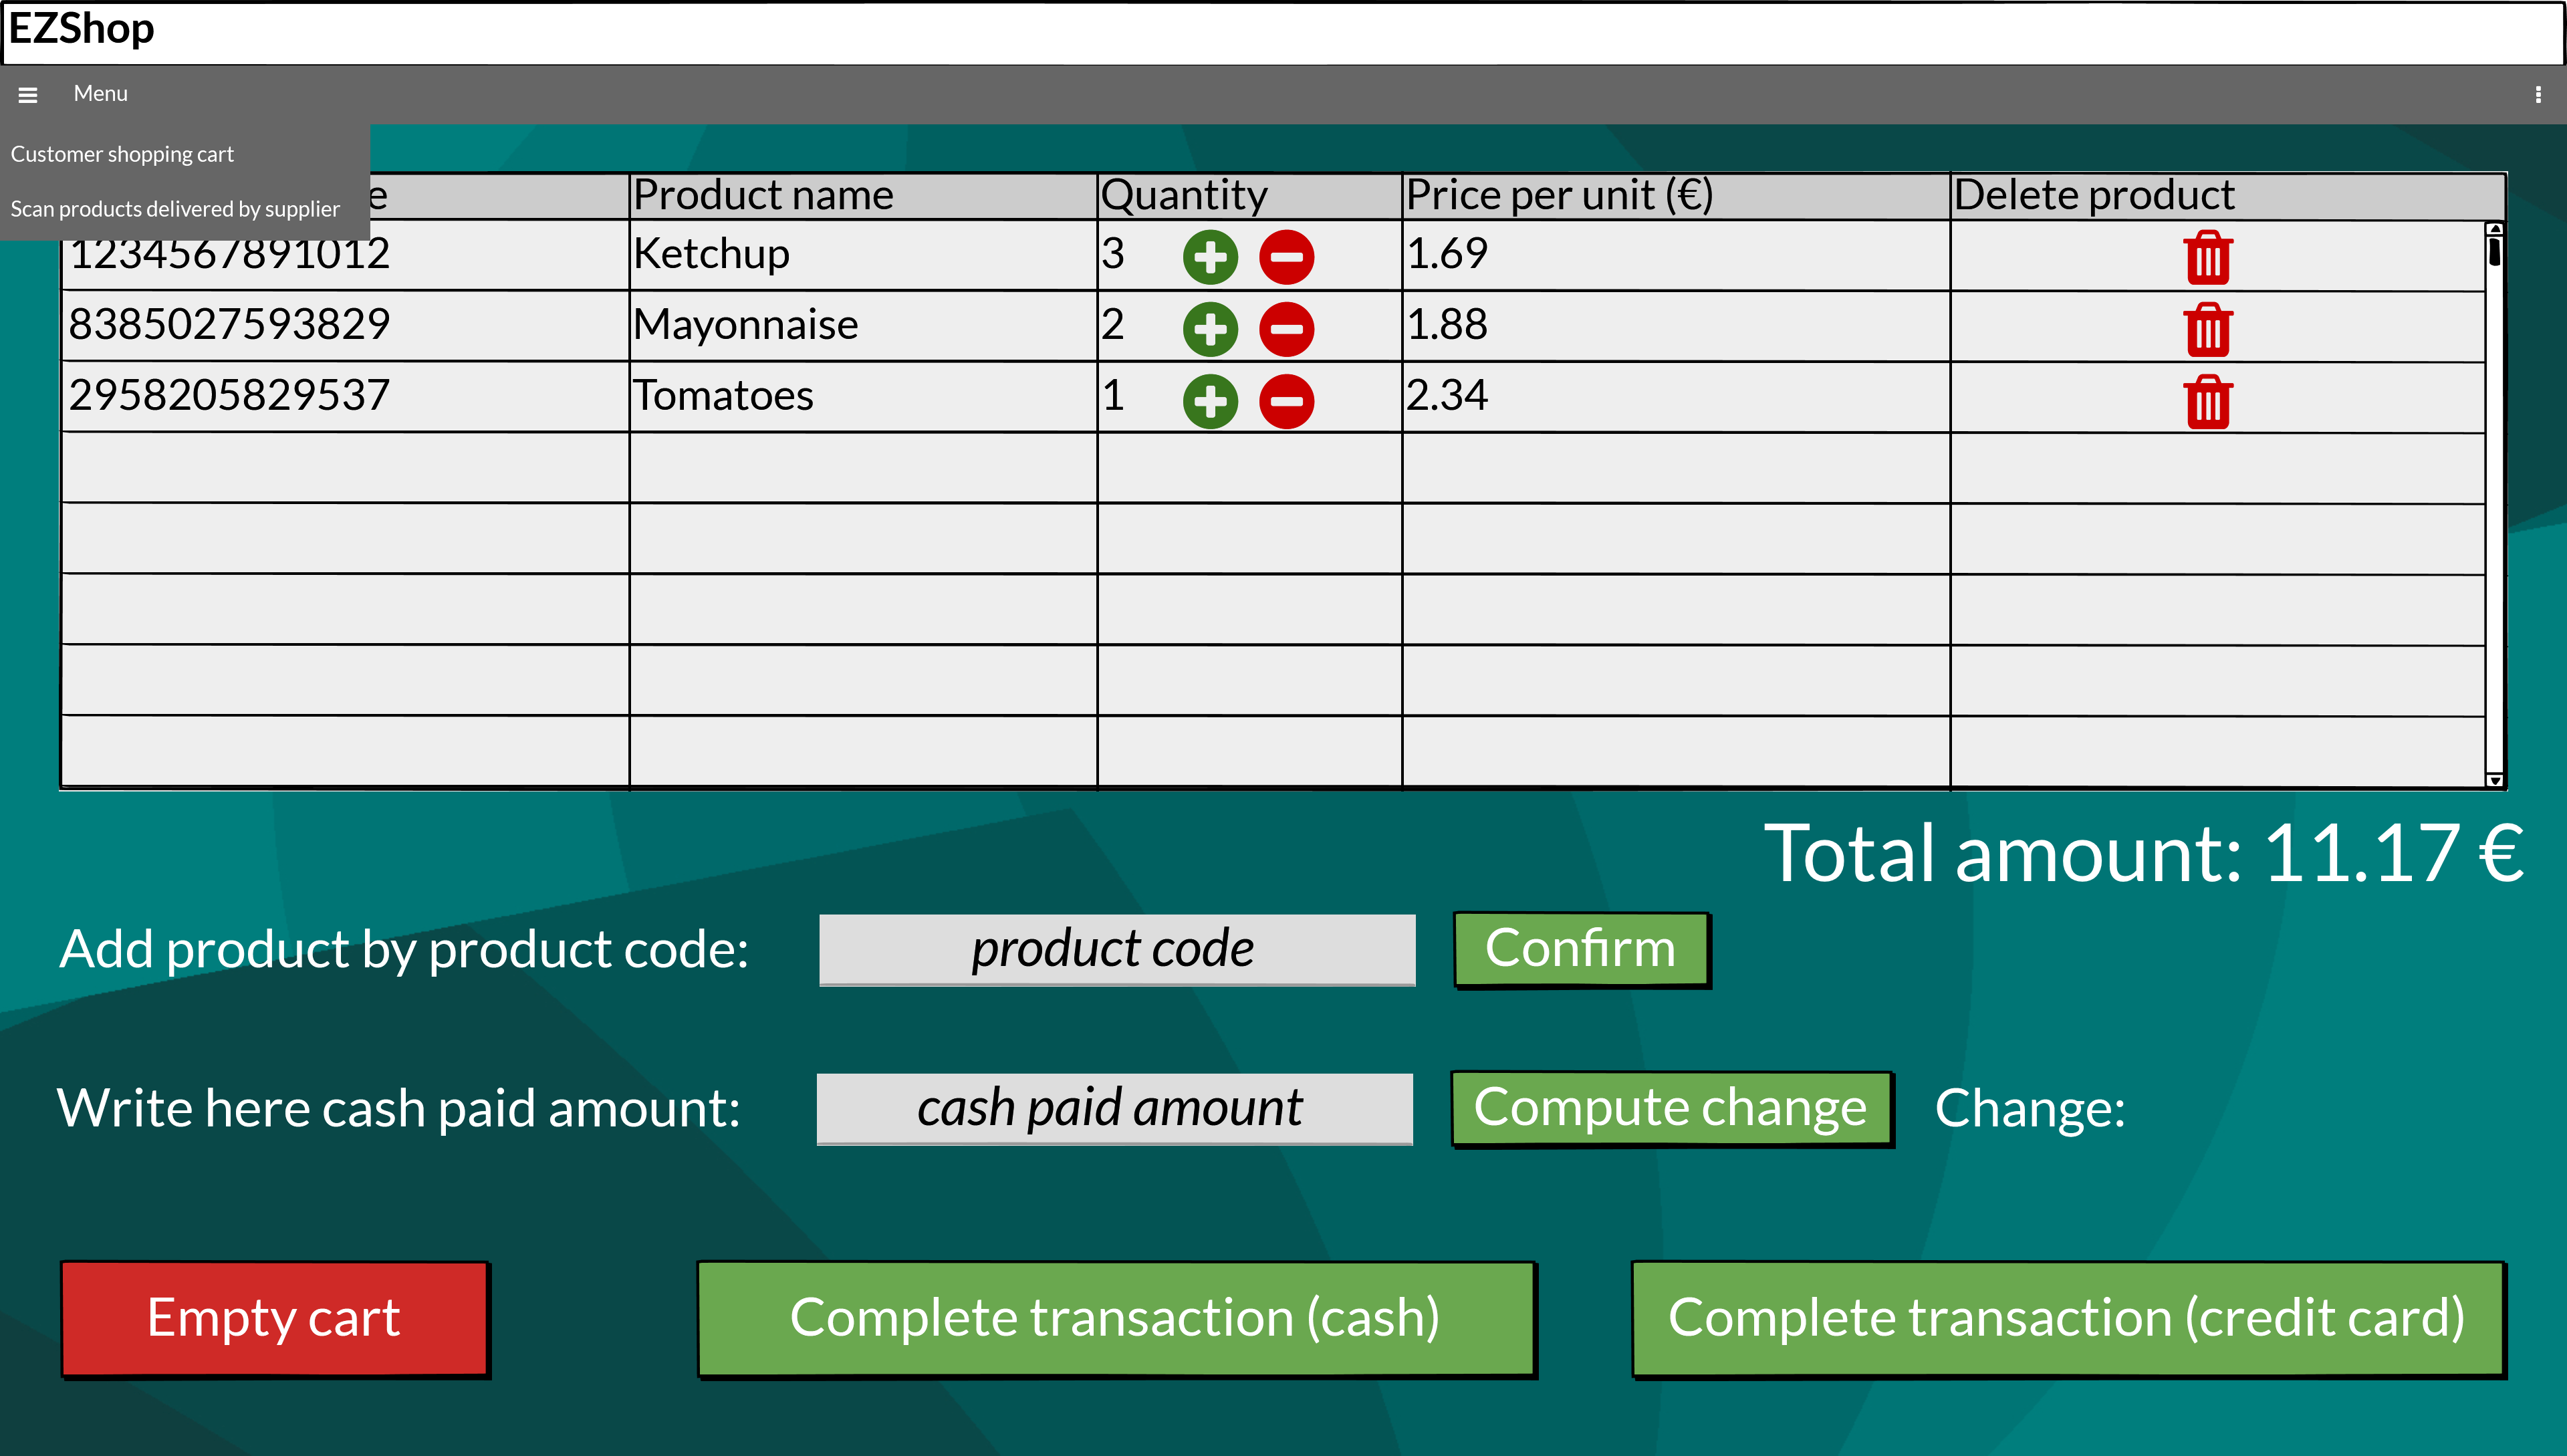 EZShop
Menu
Customer shopping cart
Scan products delivered by supplier
e Product name Quantity Price per unit (€) Delete product
1234567891012 Ketchup 3 1.69
8385027593829 Mayonnaise 2 1.88
2958205829537 Tomatoes 1 2.34
Total amount: 11.17 €
Add product by product code: product code Confirm
Write here cash paid amount: cash paid amount Compute change Change:
Empty cart Complete transaction (cash) Complete transaction (credit card)